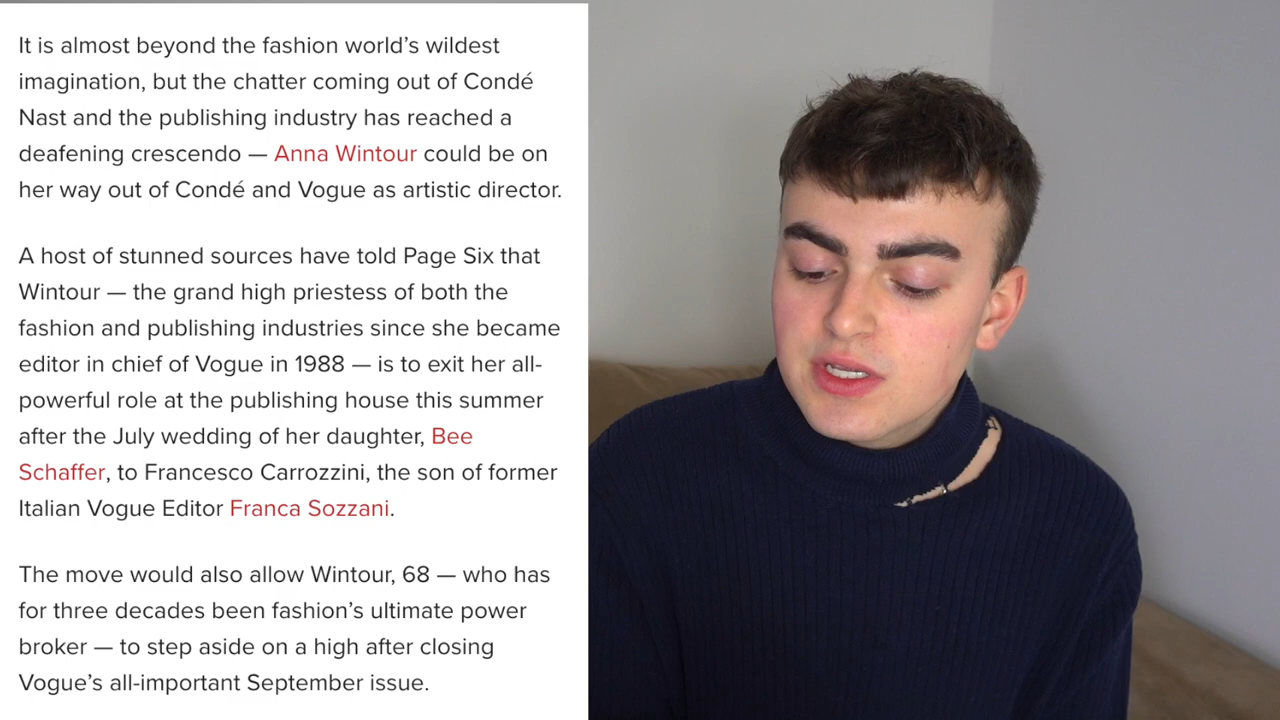 It is almost beyond the fashion world’s wildest
imagination, but the chatter coming out of Condé
Nast and the publishing industry has reached a
deafening crescendo — Anna Wintour could be on
her way out of Condé and Vogue as artistic director.
A host of stunned sources have told Page Six that
Wintour — the grand high priestess of both the
fashion and publishing industries since she became
editor in chief of Vogue in 1988 — is to exit her all-
powerful role at the publishing house this summer
after the July wedding of her daughter, Bee
Schaffer, to Francesco Carrozzini, the son of former
Italian Vogue Editor Franca Sozzani.
The move would also allow Wintour, 68 — who has
for three decades been fashion’s ultimate power
broker — to step aside on a high after closing
Vogue’s all-important September issue.